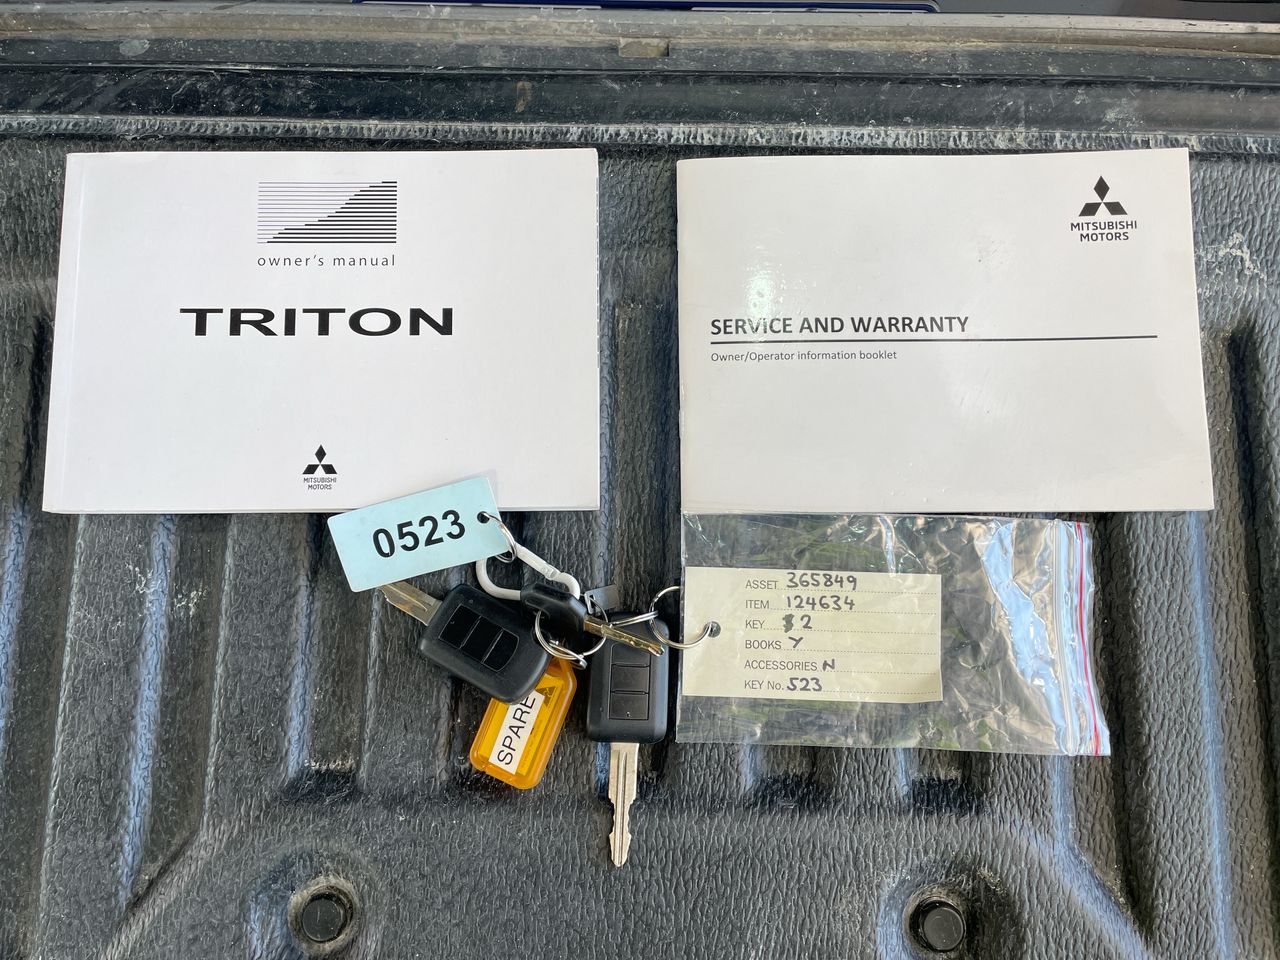 owner's manual
TRITON
MITSUBISHI
MOTORS
MITSUBISHI
MOTORS
SERVICE AND WARRANTY
Owner/Operator information booklet
0523
SPARE
ASSET 365849
ITEM 124634
KEY 2
BOOKS Y
ACCESSORIES N
KEY No. 523